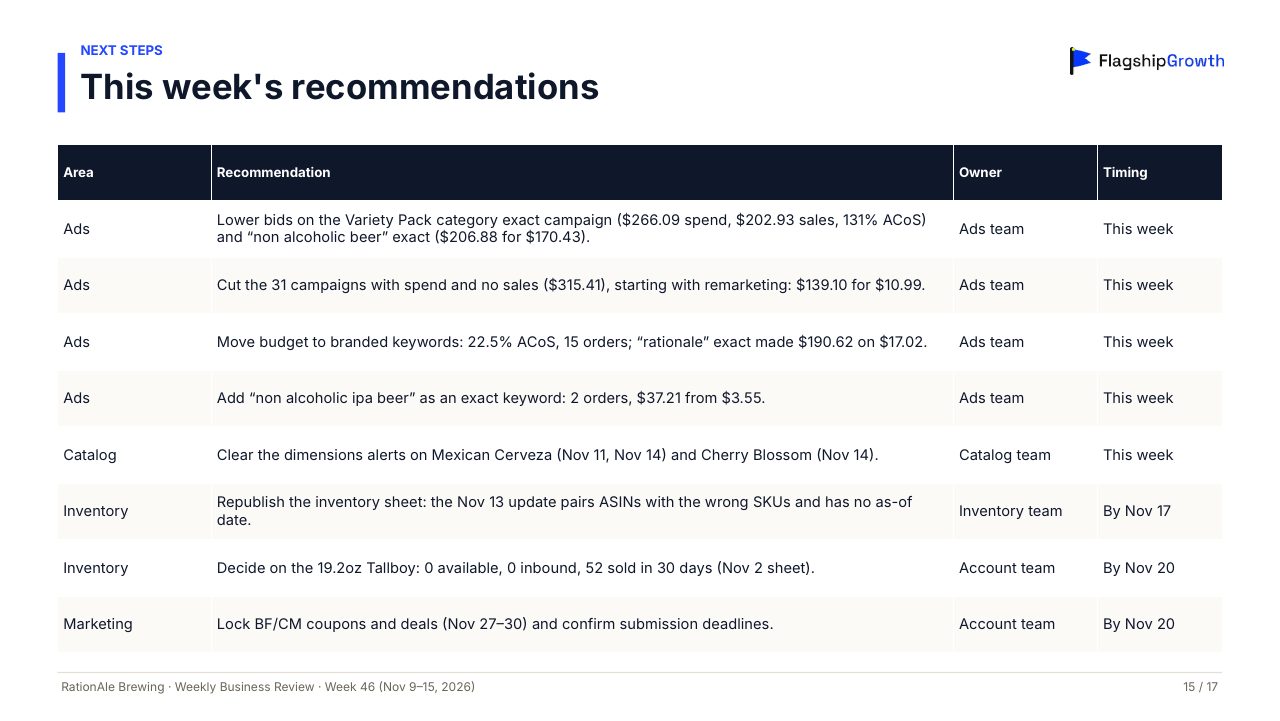 NEXT STEPS
This week's recommendations
FlagshipGrowth
Area Recommendation Owner Timing
Ads Lower bids on the Variety Pack category exact campaign ($266.09 spend, $202.93 sales, 131% ACoS) Ads team This week
and “non alcoholic beer” exact ($206.88 for $170.43).
Ads Cut the 31 campaigns with spend and no sales ($315.41), starting with remarketing: $139.10 for $10.99. Ads team This week
Ads Move budget to branded keywords: 22.5% ACoS, 15 orders; “rationale” exact made $190.62 on $17.02. Ads team This week
Ads Add “non alcoholic ipa beer” as an exact keyword: 2 orders, $37.21 from $3.55. Ads team This week
Catalog Clear the dimensions alerts on Mexican Cerveza (Nov 11, Nov 14) and Cherry Blossom (Nov 14). Catalog team This week
Inventory Republish the inventory sheet: the Nov 13 update pairs ASINs with the wrong SKUs and has no as-of Inventory team By Nov 17
date.
Inventory Decide on the 19.2oz Tallboy: 0 available, 0 inbound, 52 sold in 30 days (Nov 2 sheet). Account team By Nov 20
Marketing Lock BF/CM coupons and deals (Nov 27–30) and confirm submission deadlines. Account team By Nov 20
RationAle Brewing · Weekly Business Review · Week 46 (Nov 9–15, 2026) 15 / 17